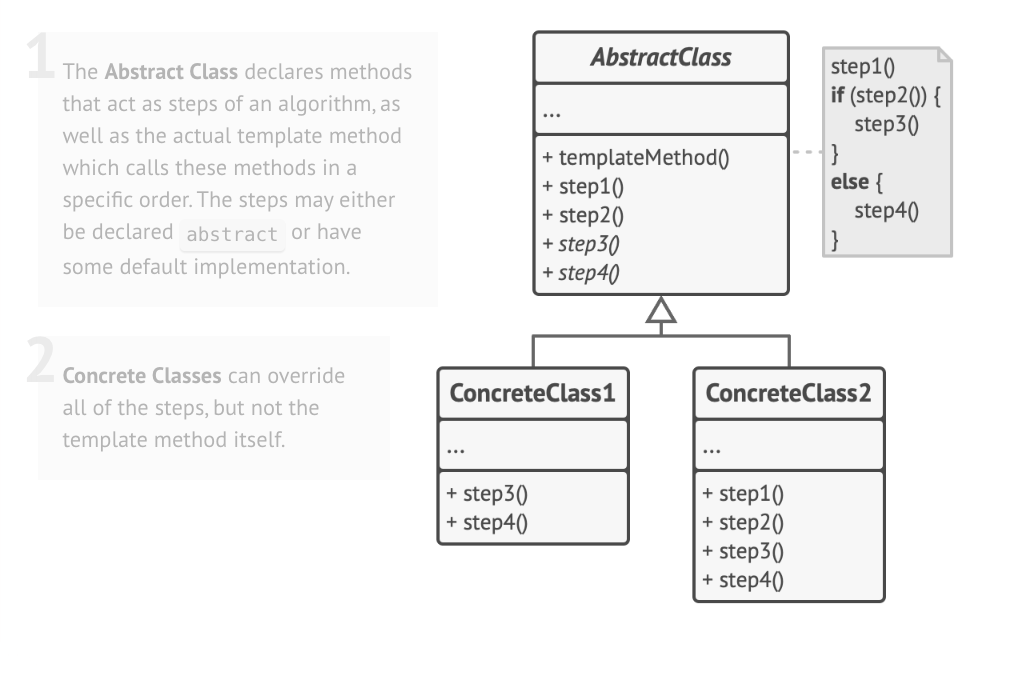 1
The Abstract Class declares methods
that act as steps of an algorithm, as
well as the actual template method
which calls these methods in a
specific order. The steps may either
be declared abstract or have
some default implementation.
2
Concrete Classes can override
all of the steps, but not the
template method itself.
AbstractClass
...
+ templateMethod()
+ step1()
+ step2()
+ step3()
+ step4()
step1()
if (step2()) {
step3()
}
else {
step4()
}
ConcreteClass1
...
+ step3()
+ step4()
ConcreteClass2
...
+ step1()
+ step2()
+ step3()
+ step4()